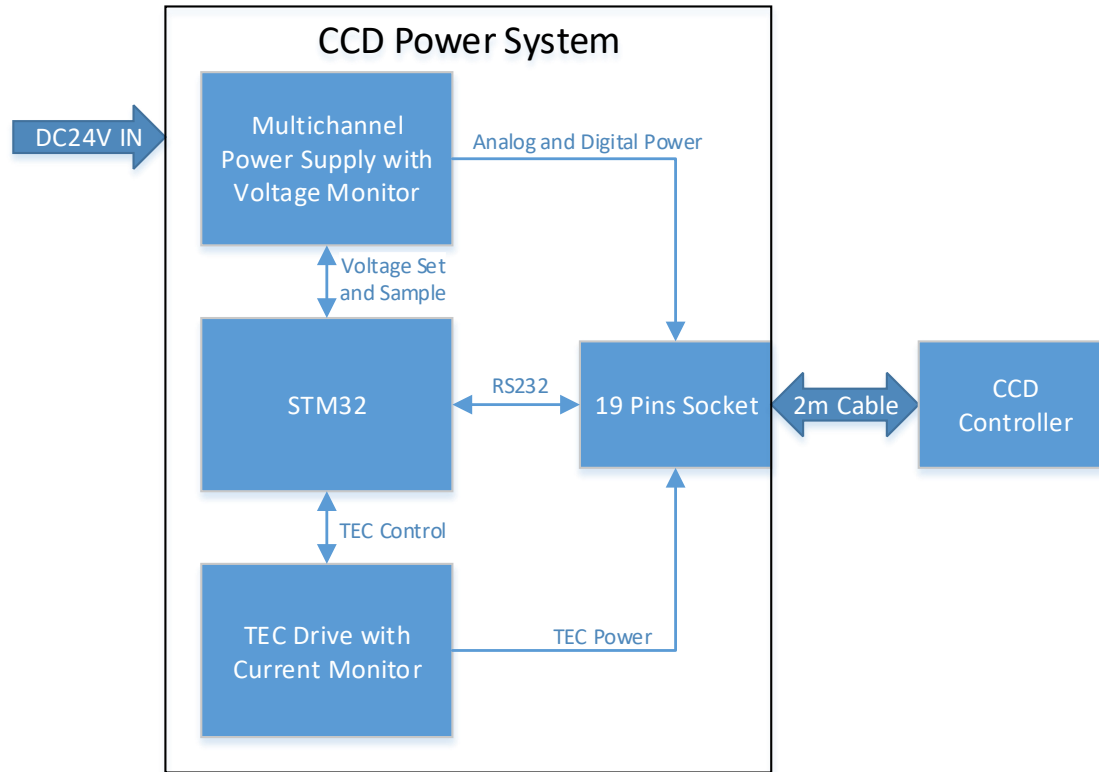 CCD Power System
DC24V IN
Multichannel
Power Supply with
Voltage Monitor
Analog and Digital Power
Voltage Set
and Sample
STM32
RS232
19 Pins Socket
2m Cable
CCD
Controller
TEC Control
TEC Drive with
Current Monitor
TEC Power